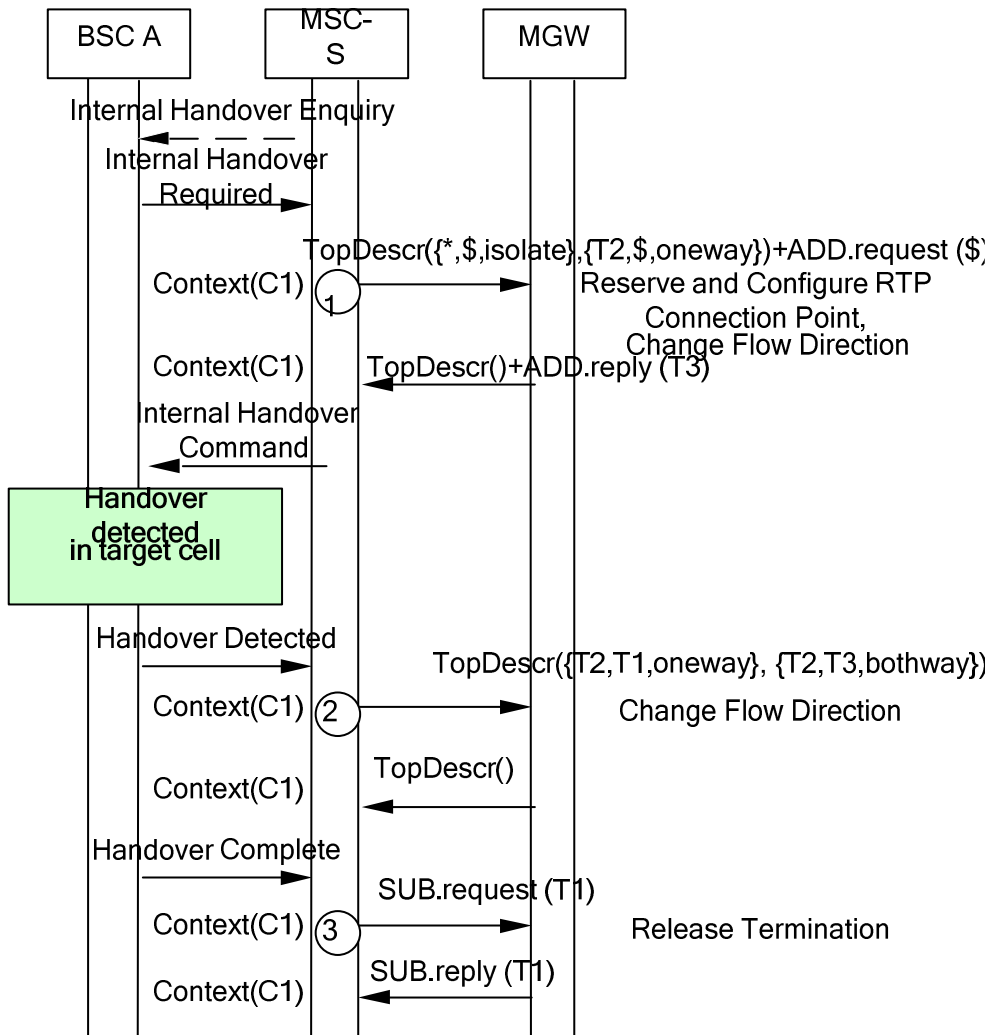 BSC A
MSC-
S
MGW
Internal Handover Enquiry
Internal Handover
Required
TopDescr({*,$,isolate},{T2,$,oneway})+ADD.request ($)
Context(C1)
1
Reserve and Configure RTP
Connection Point,
Change Flow Direction
Context(C1)
TopDescr()+ADD.reply (T3)
Internal Handover
Command
Handover
detected
in target cell
Handover Detected
TopDescr({T2,T1,oneway}, {T2,T3,bothway})
Context(C1)
2
Change Flow Direction
TopDescr()
Context(C1)
Handover Complete
SUB.request (T1)
Context(C1)
3
Release Termination
SUB.reply (T1)
Context(C1)